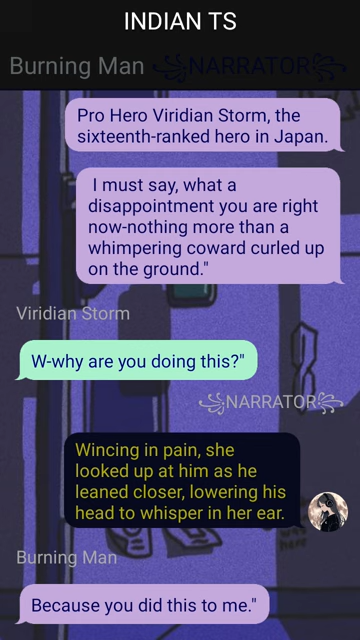 INDIAN TS
Burning Man ꧁NARRATOR꧂
Pro Hero Viridian Storm, the
sixteenth-ranked hero in Japan.
I must say, what a
disappointment you are right
now-nothing more than a
whimpering coward curled up
on the ground."
Viridian Storm
W-why are you doing this?"
꧁NARRATOR꧂
Wincing in pain, she
looked up at him as he
leaned closer, lowering his
head to whisper in her ear.
was
here
Burning Man
Because you did this to me."